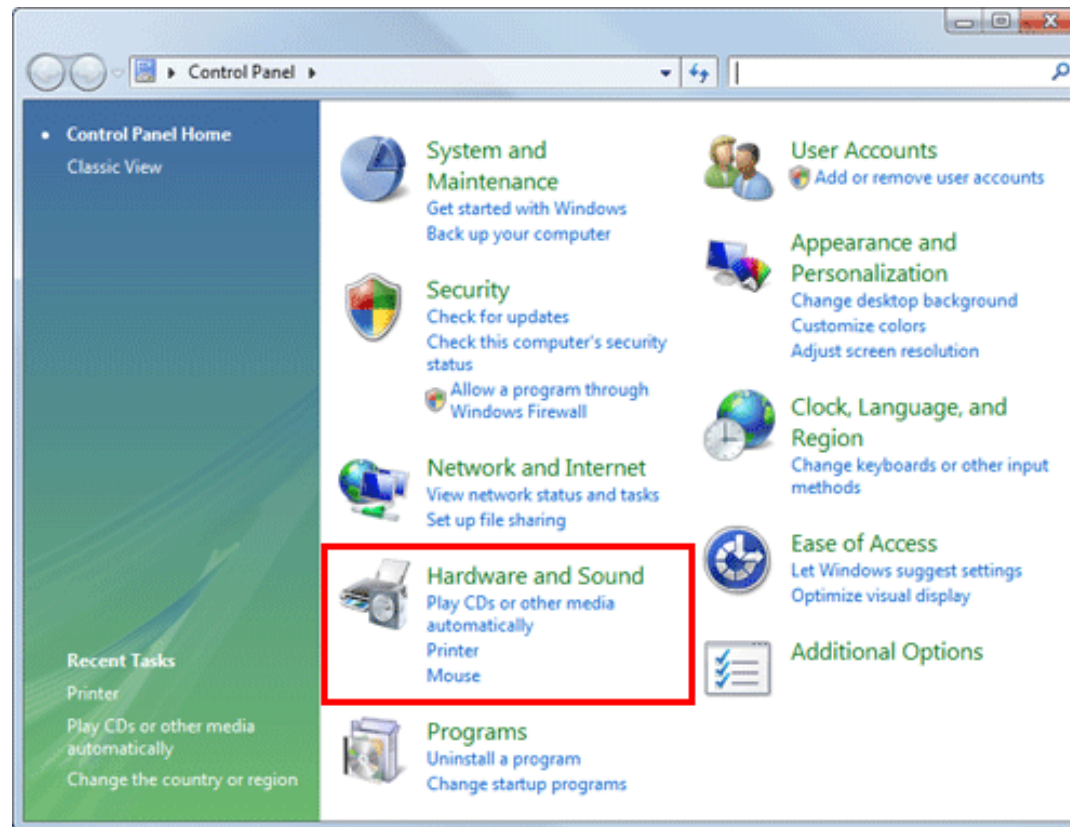 Control Panel
Control Panel Home
Classic View
Recent Tasks
Printer
Play CDs or other media
automatically
Change the country or region
System and
Maintenance
Get started with Windows
Back up your computer
Security
Check for updates
Check this computer's security
status
Allow a program through
Windows Firewall
Network and Internet
View network status and tasks
Set up file sharing
Hardware and Sound
Play CDs or other media
automatically
Printer
Mouse
Programs
Uninstall a program
Change startup programs
User Accounts
Add or remove user accounts
Appearance and
Personalization
Change desktop background
Customize colors
Adjust screen resolution
Clock, Language, and
Region
Change keyboards or other input
methods
Ease of Access
Let Windows suggest settings
Optimize visual display
Additional Options